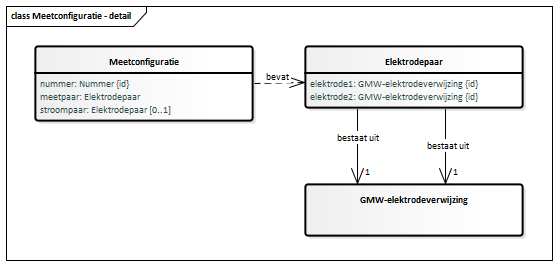 class Meetconfiguratie - detail
Meetconfiguratie
nummer: Nummer {id}
meetpaar: Elektrodepaar
stroompaar: Elektrodepaar [0..1]
bevat
Elektrodepaar
elektrode1: GMW-elektrodeverwijzing {id}
elektrode2: GMW-elektrodeverwijzing {id}
bestaat uit
bestaat uit
1
1
GMW-elektrodeverwijzing